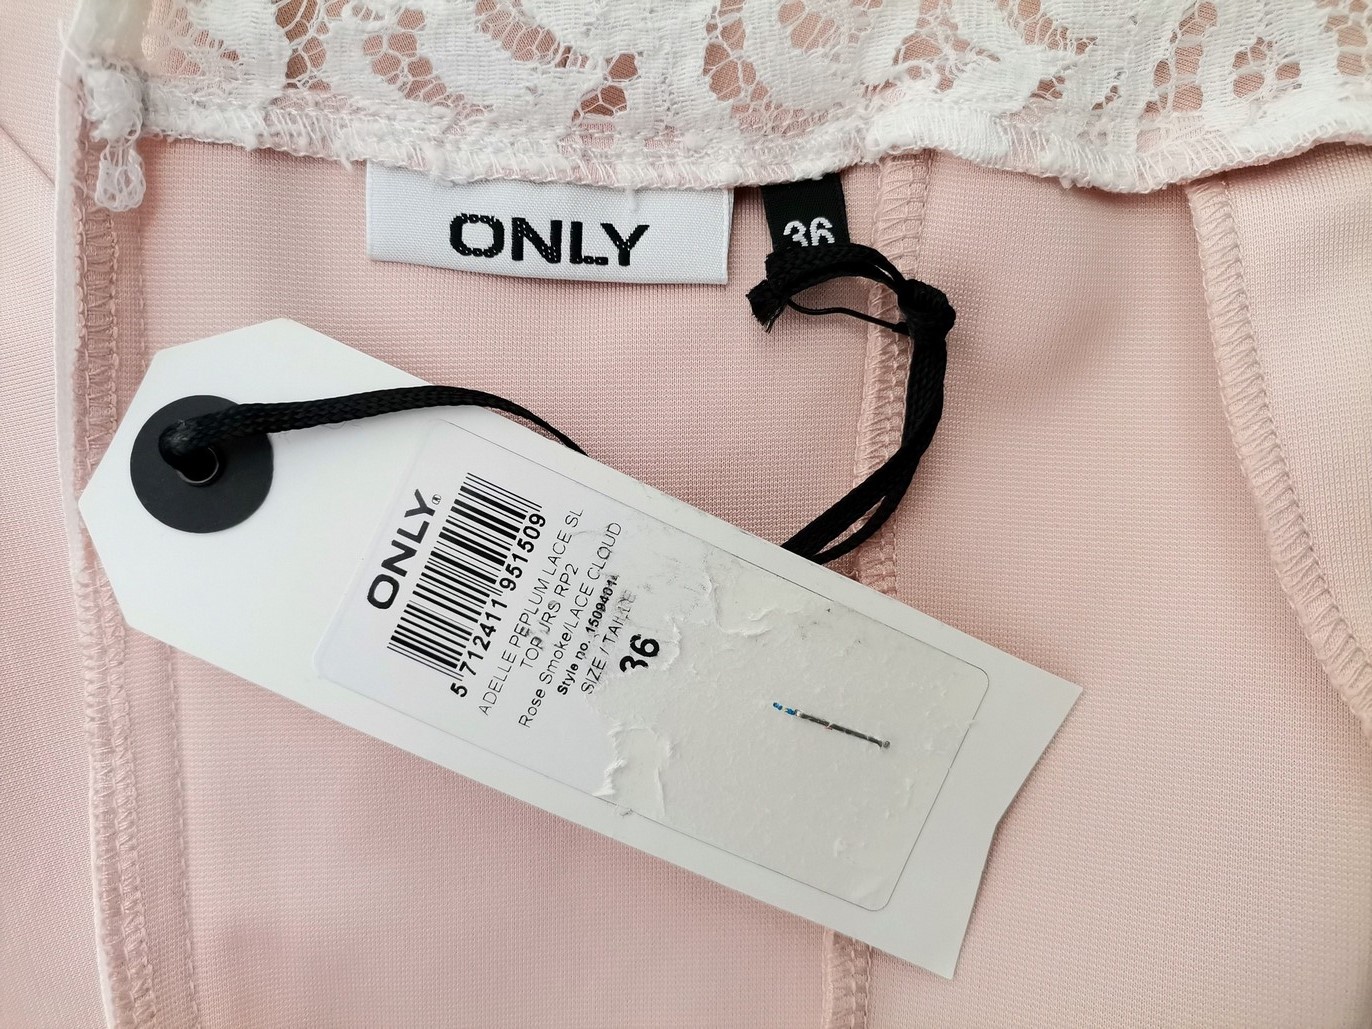 ONLY
36
ONLY®
5 712411 951509
ADELLE PEPLUM LACE SL
TOP JRS RP2
Rose Smoke/LACE CLOUD
Style no. 15094014
SIZE / TAILLE
36